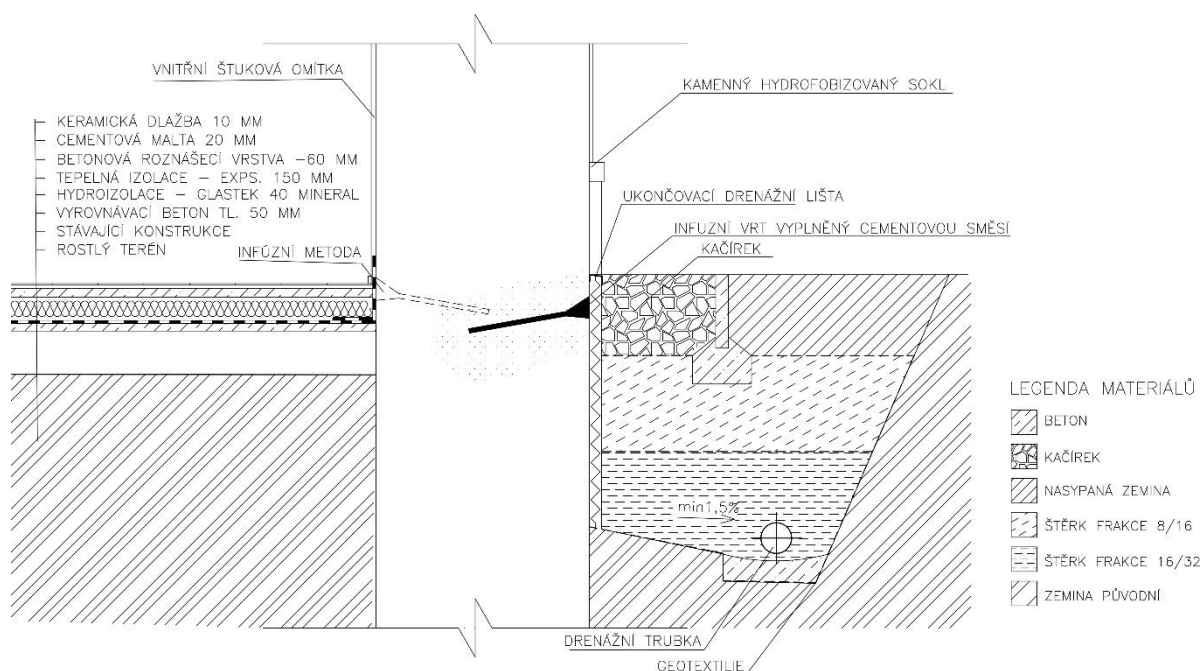 VNITŘNÍ ŠTUKOVÁ OMÍTKA
KERAMICKÁ DLAŽBA 10 MM
CEMENTOVÁ MALTA 20 MM
BETONOVÁ ROZNÁŠECÍ VRSTVA –60 MM
TEPELNÁ IZOLACE – EXPS. 150 MM
HYDROIZOLACE – GLASTEK 40 MINERAL
VYROVNÁVACÍ BETON TL. 50 MM
STÁVAJÍCÍ KONSTRUKCE
ROSTLÝ TERÉN
INFÚZNÍ METODA
KAMENNÝ HYDROFOBIZOVANÝ SOKL
UKONČOVACÍ DRENÁŽNÍ LIŠTA
INFUZNÍ VRT VYPLNĚNÝ CEMENTOVOU SMĚSÍ
KAČÍREK
min1,5%
DRENÁŽNÍ TRUBKA
GEOTEXTILIE
LEGENDA MATERIÁLŮ
BETON
KAČÍREK
NASYPANÁ ZEMINA
ŠTĚRK FRAKCE 8/16
ŠTĚRK FRAKCE 16/32
ZEMINA PŮVODNÍ